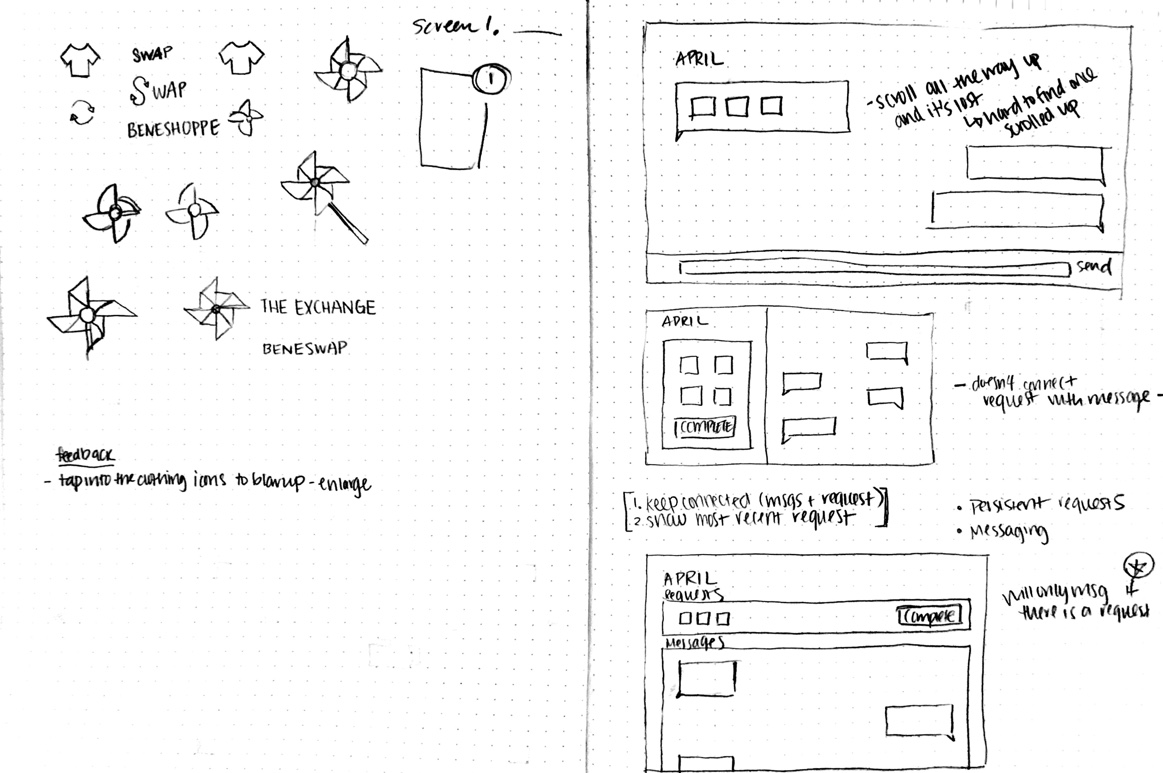 Screen 1.
SWAP
SWAP
BENESHOPPE
1
THE EXCHANGE
BENESWAP
feedback
- tap into the clothing icons to blow up - enlarge
APRIL
- scroll all the way up
and it's lost
↳ hard to find one
scrolled up
send
APRIL
COMPLETE
- doesn't connect
request with message -
1. keep connected (msgs + request)
2. show most recent request
• Persistent requests
• Messaging
APRIL
Requests
Complete
Messages
Will only msg if
there is a request